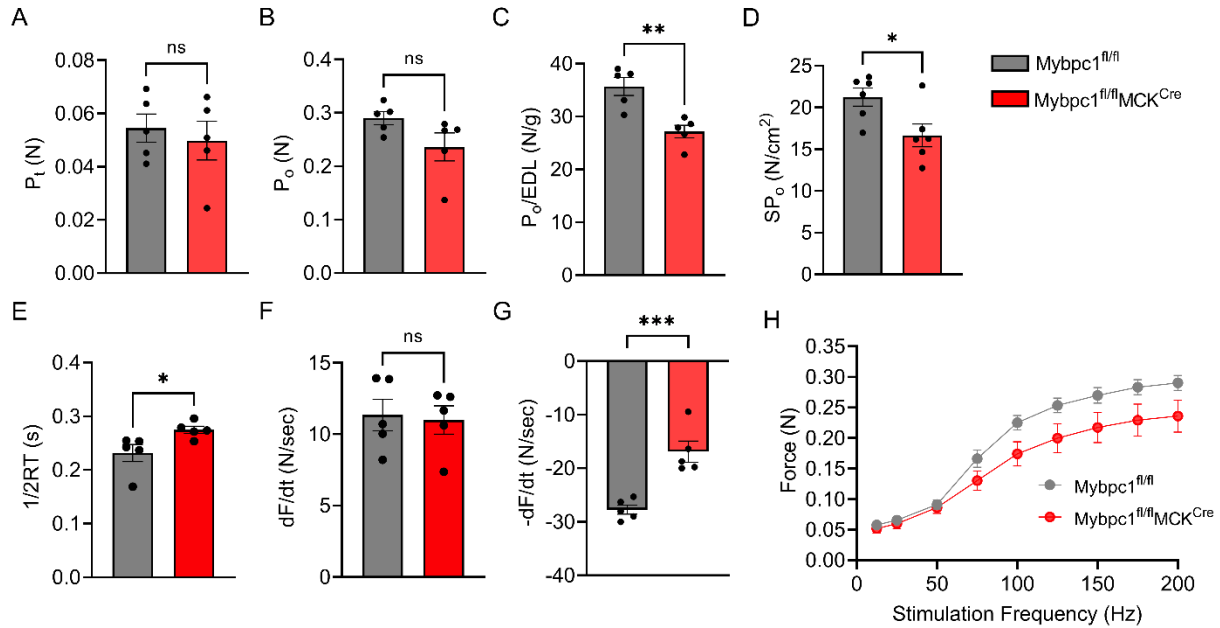 A
Pt (N)
0.08
0.06
0.04
0.02
0.00
ns
B
Po (N)
0.4
0.3
0.2
0.1
0.0
ns
C
Po/EDL (N/g)
40
30
20
10
0
**
D
SPo (N/cm2)
25
20
15
10
5
0
*
Mybpc1fl/fl
Mybpc1fl/flMCKCre
E
1/2RT (s)
0.4
0.3
0.2
0.1
0.0
*
F
dF/dt (N/sec)
15
10
5
0
ns
G
-dF/dt (N/sec)
0
-10
-20
-30
-40
***
H
Force (N)
0.35
0.30
0.25
0.20
0.15
0.10
0.05
0.00
Mybpc1fl/fl
Mybpc1fl/flMCKCre
0 50 100 150 200
Stimulation Frequency (Hz)